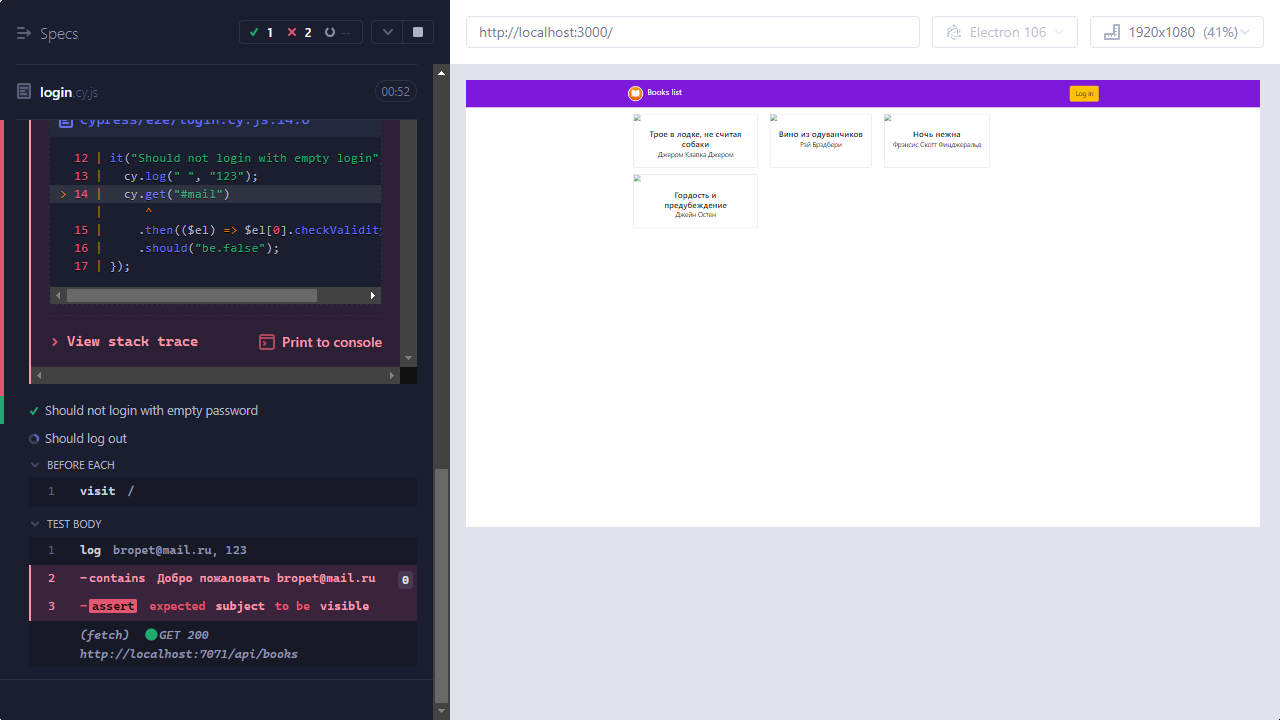 Specs
1 2 --
http://localhost:3000/
Electron 106
1920x1080 (41%)
login.cy.js
00:52
cypress/e2e/login.cy.js:14:8
12 | it("Should not login with empty login"
13 | cy.log(" ", "123");
> 14 | cy.get("#mail")
| ^
15 | .then(($el) => $el[0].checkValidity
16 | .should("be.false");
17 | });
View stack trace
Print to console
Should not login with empty password
Should log out
BEFORE EACH
1 visit /
TEST BODY
1 log bropet@mail.ru, 123
2 -contains Добро пожаловать bropet@mail.ru 0
3 -assert expected subject to be visible
(fetch) GET 200
http://localhost:7071/api/books
Books list
Log in
Трое в лодке, не считая
собаки
Джером Клапка Джером
Вино из одуванчиков
Рэй Брэдбери
Ночь нежна
Фрэнсис Скотт Фицджеральд
Гордость и
предубеждение
Джейн Остен